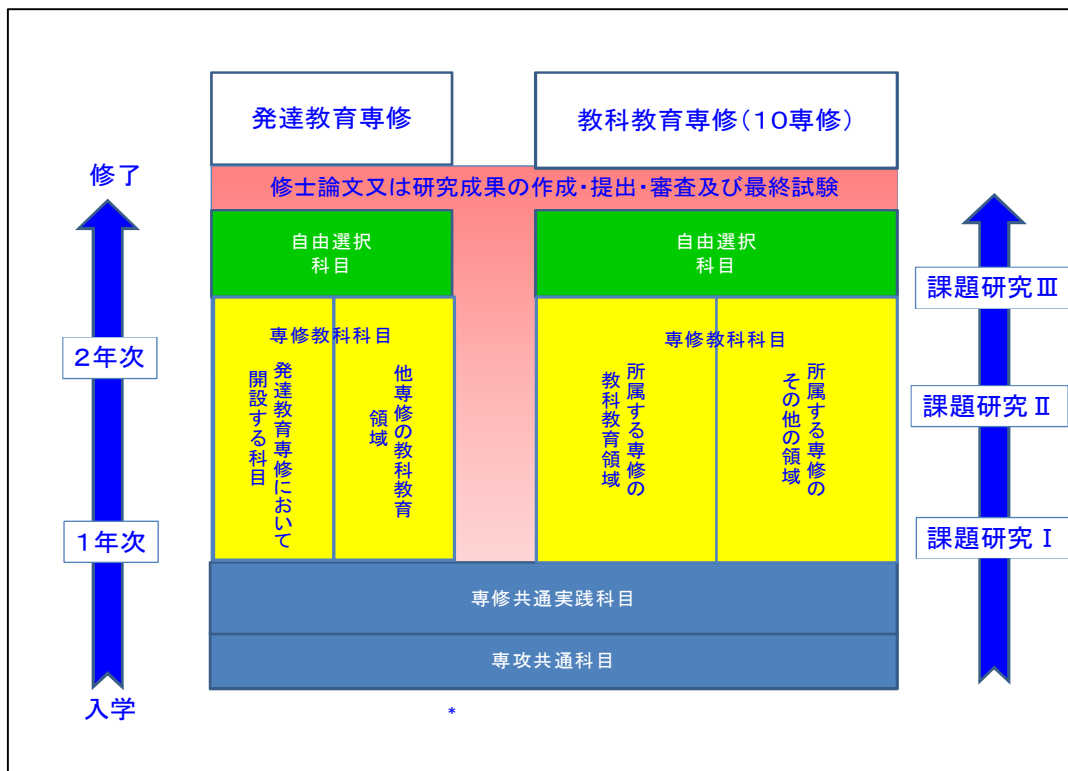 発達教育専修
教科教育専修（１０専修）
修了
修士論文又は研究成果の作成・提出・審査及び最終試験
自由選択
科目
自由選択
科目
課題研究Ⅲ
専修教科科目
専修教科科目
２年次
発達教育専修において
開設する科目
他専修の教科教育
領域
所属する専修の
教科教育領域
所属する専修の
その他の領域
課題研究Ⅱ
１年次
課題研究Ⅰ
専修共通実践科目
専攻共通科目
入学
*